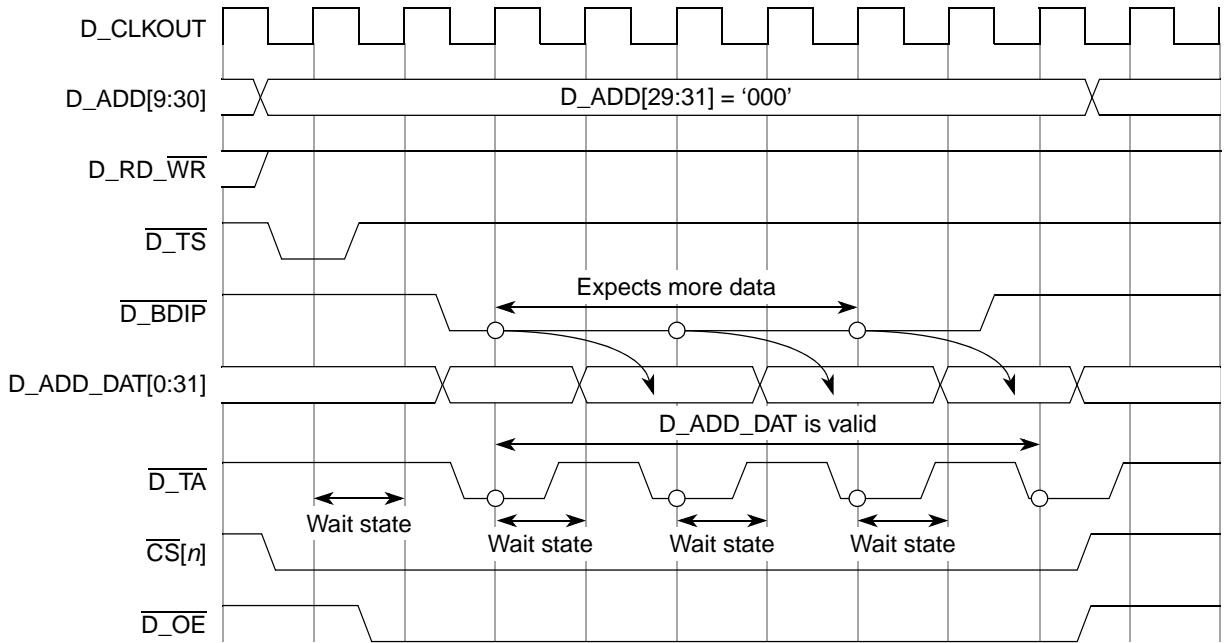 D_CLKOUT
D_ADD[9:30]
D_ADD[29:31] = ‘000’
D_RD_WR
D_TS
Expects more data
D_BDIP
D_ADD_DAT[0:31]
D_ADD_DAT is valid
D_TA
Wait state
Wait state
Wait state
Wait state
CS[n]
D_OE